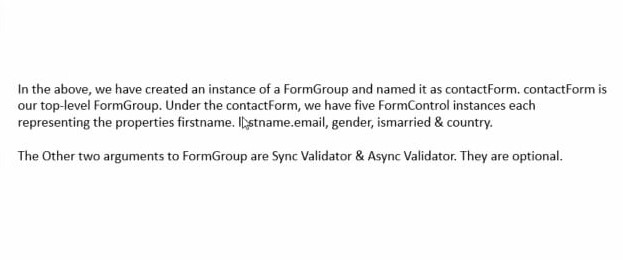 In the above, we have created an instance of a FormGroup and named it as contactForm. contactForm is
our top-level FormGroup. Under the contactForm, we have five FormControl instances each
representing the properties firstname. lastname.email, gender, ismarried & country.
The Other two arguments to FormGroup are Sync Validator & Async Validator. They are optional.